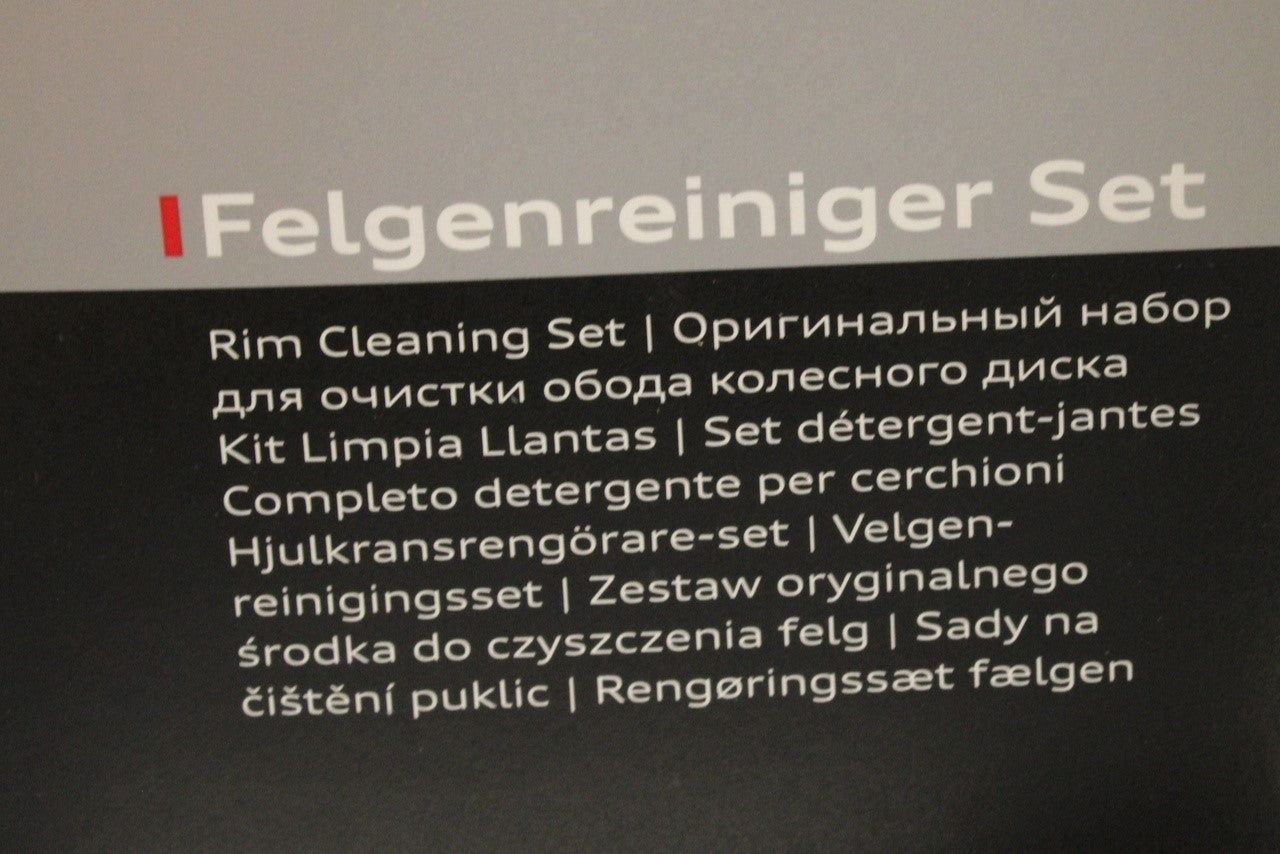 Felgenreiniger Set
Rim Cleaning Set | Оригинальный набор
для очистки обода колесного диска
Kit Limpia Llantas | Set détergent-jantes
Completo detergente per cerchioni
Hjulkransrengörare-set | Velgen-
reinigingsset | Zestaw oryginalnego
środka do czyszczenia felg | Sady na
čištění puklic | Rengøringssæt fælgen